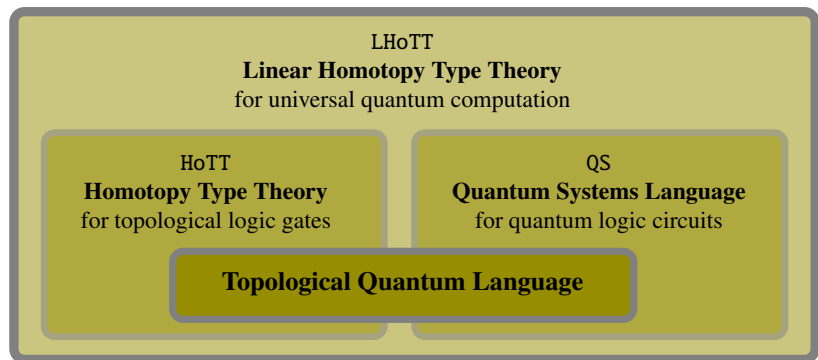 LHoTT
Linear Homotopy Type Theory
for universal quantum computation
HoTT
Homotopy Type Theory
for topological logic gates
QS
Quantum Systems Language
for quantum logic circuits
Topological Quantum Language